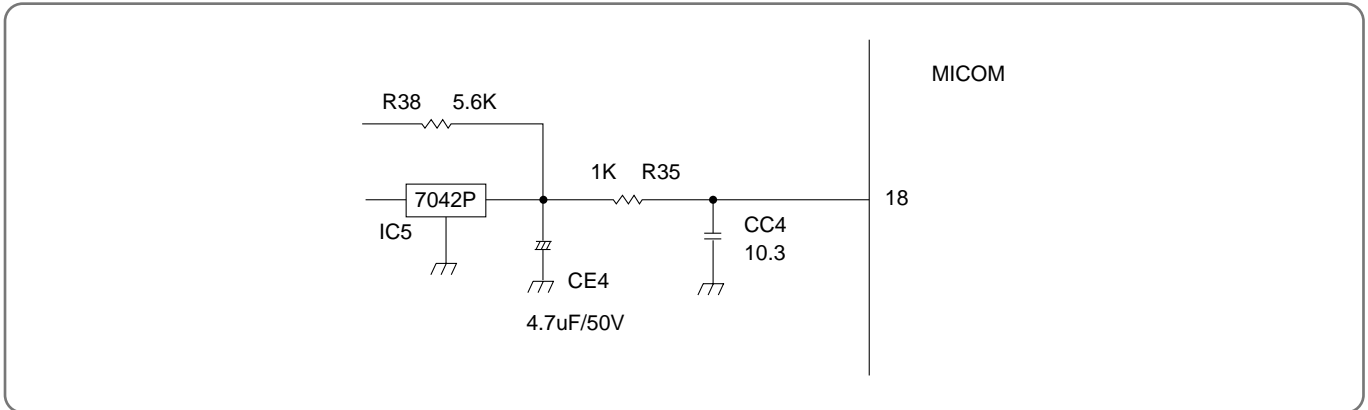 MICOM
R38 5.6K
1K R35
7042P
18
IC5
CC4
10.3
CE4
4.7uF/50V